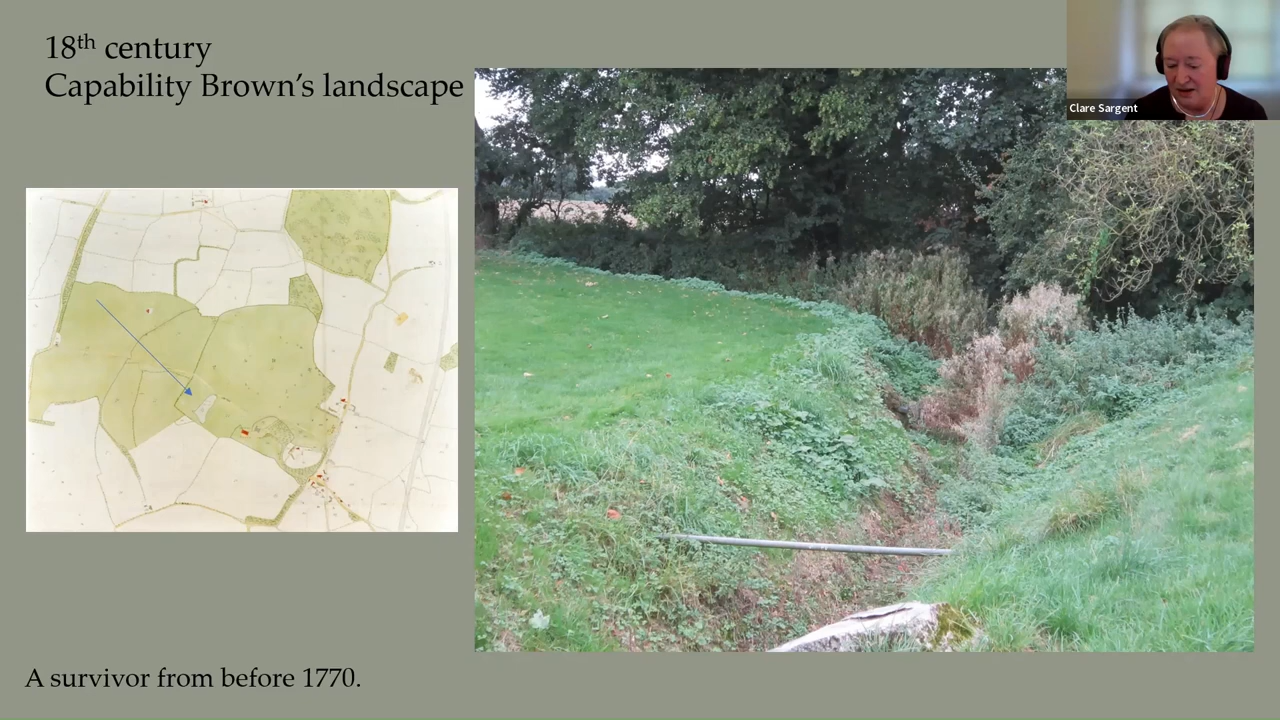 18th century
Capability Brown's landscape
Clare Sargent
A survivor from before 1770.